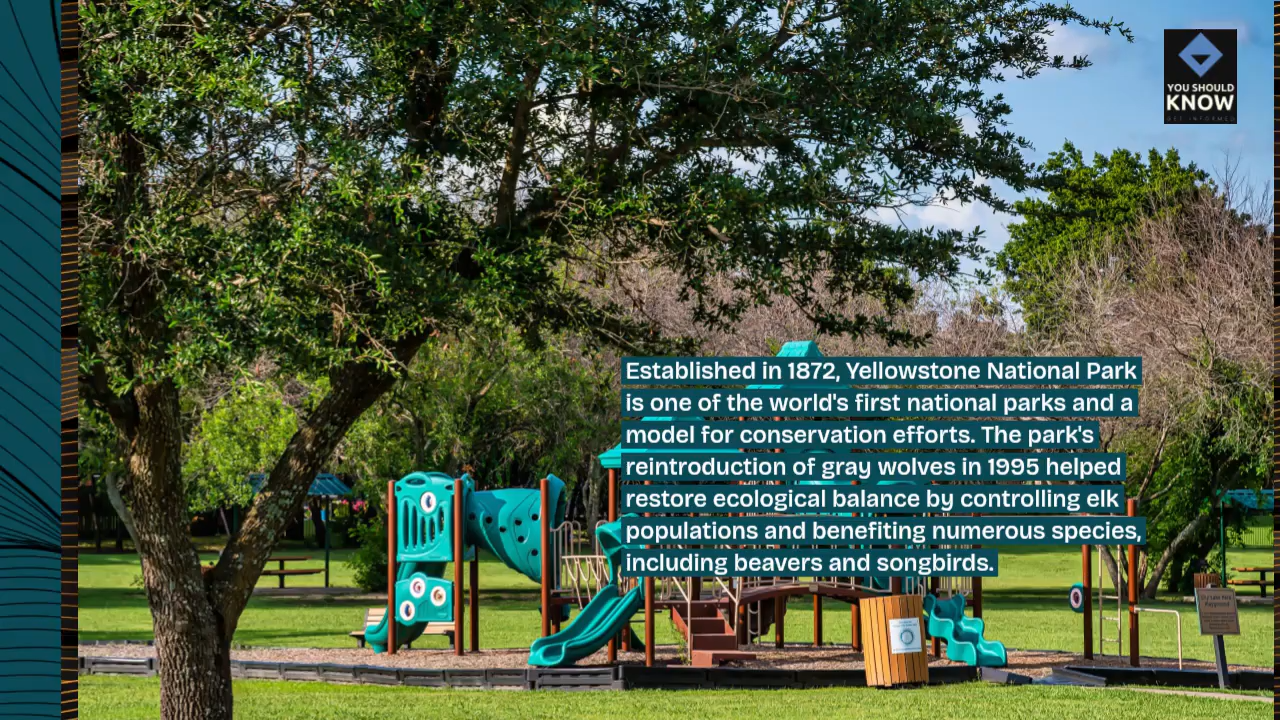 YOU SHOULD
KNOW
GET INFORMED
Established in 1872, Yellowstone National Park
is one of the world's first national parks and a
model for conservation efforts. The park's
reintroduction of gray wolves in 1995 helped
restore ecological balance by controlling elk
populations and benefiting numerous species,
including beavers and songbirds.